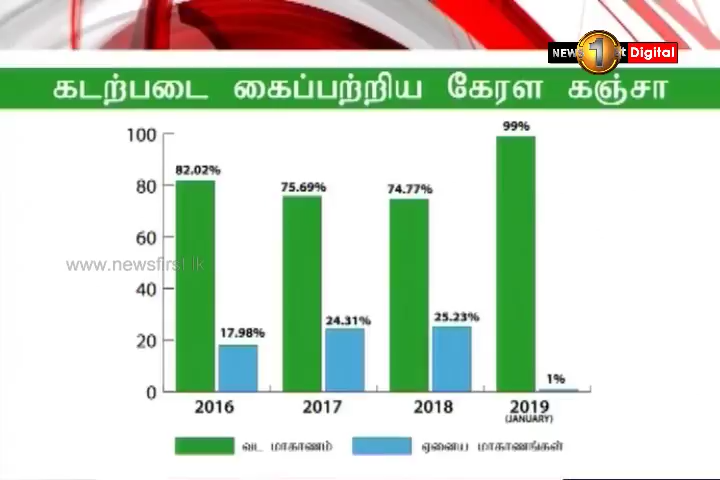 NEWS 1st Digital
கடற்படை கைப்பற்றிய கேரள கஞ்சா
100
80
60
40
20
0
82.02%
17.98%
75.69%
24.31%
74.77%
25.23%
99%
1%
www.newsfirst.lk
2016 2017 2018 2019
(JANUARY)
வட மாகாணம் ஏனைய மாகாணங்கள்